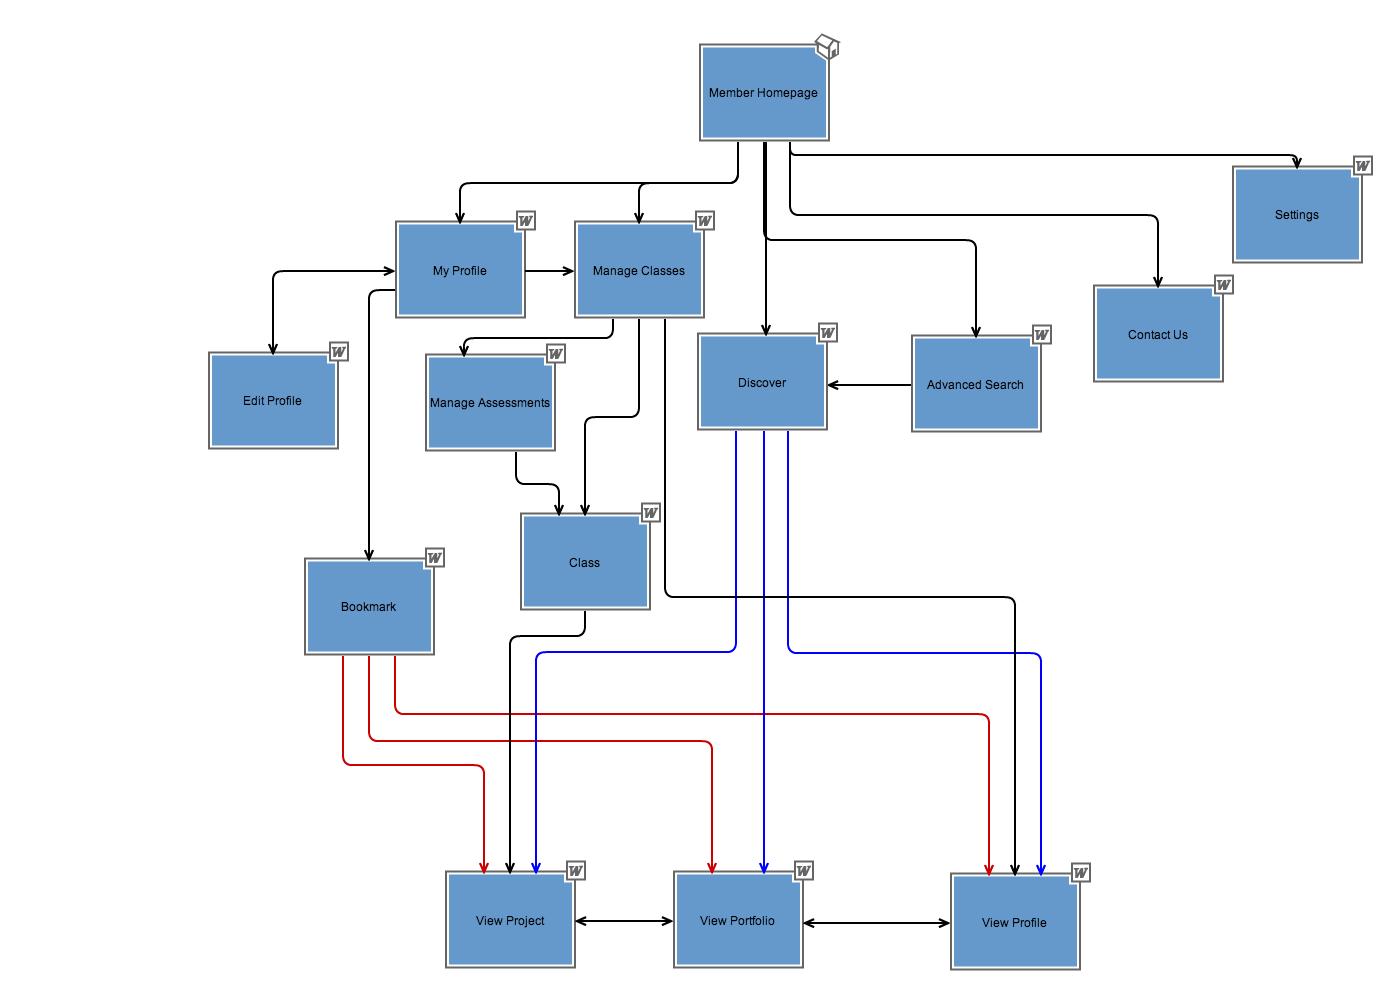 Member Homepage
W
Settings
W
My Profile
W
Manage Classes
W
Contact Us
W
Discover
W
Advanced Search
W
Edit Profile
W
Manage Assessments
W
Class
W
Bookmark
W
View Project
W
View Portfolio
W
View Profile